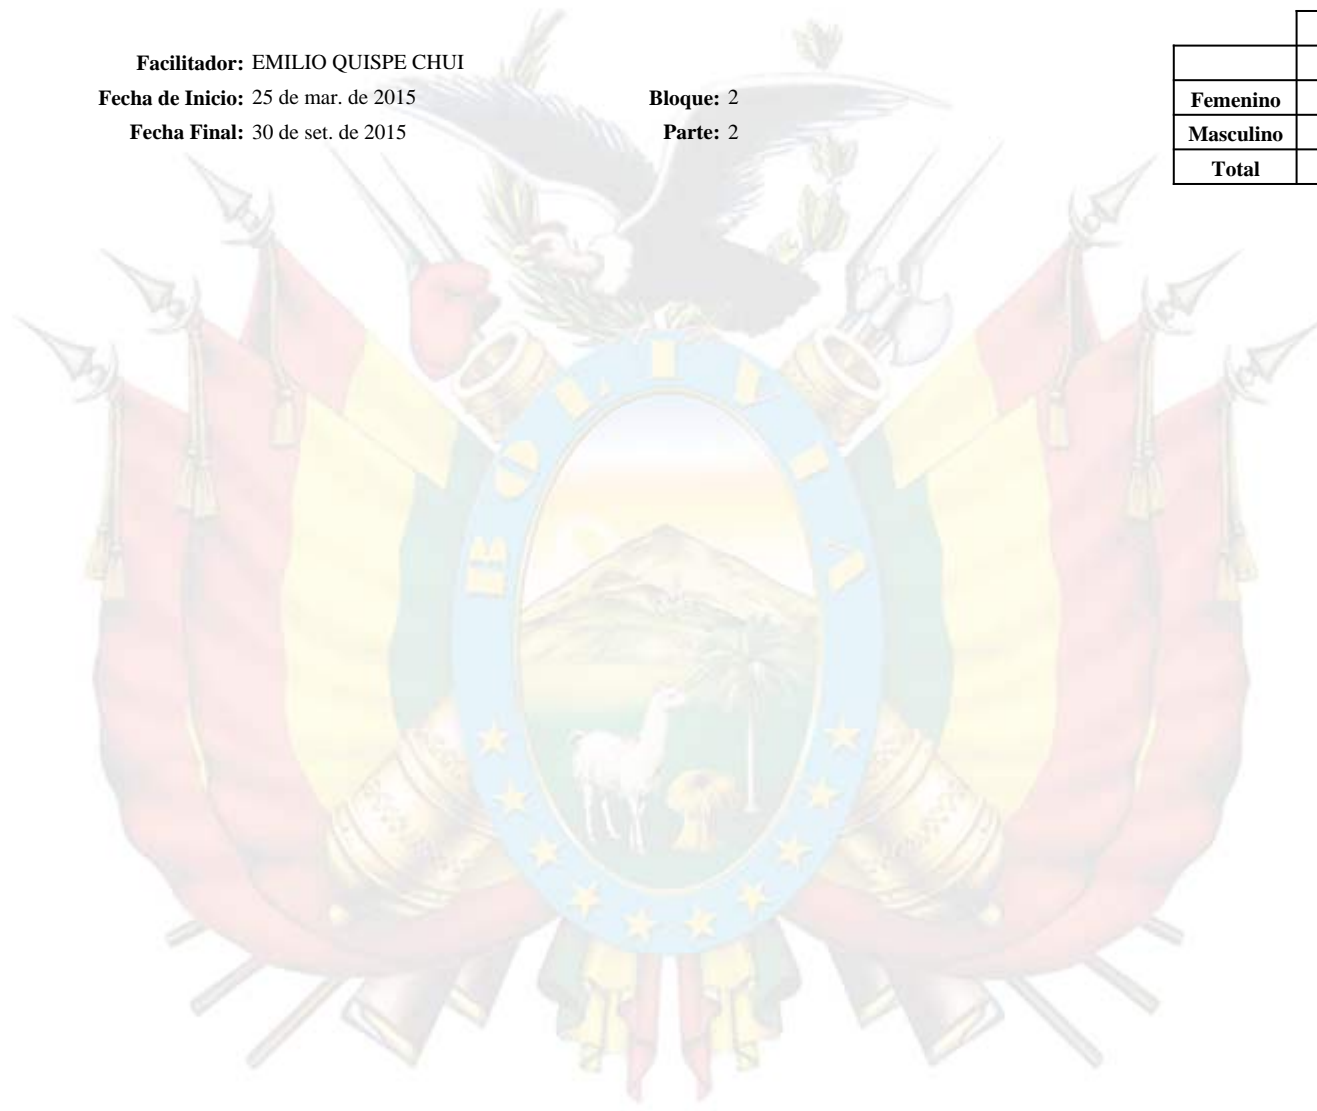 Facilitador: EMILIO QUISPE CHUI
Fecha de Inicio: 25 de mar. de 2015 Bloque: 2
Fecha Final: 30 de set. de 2015 Parte: 2
Femenino
Masculino
Total
BOLIVIA